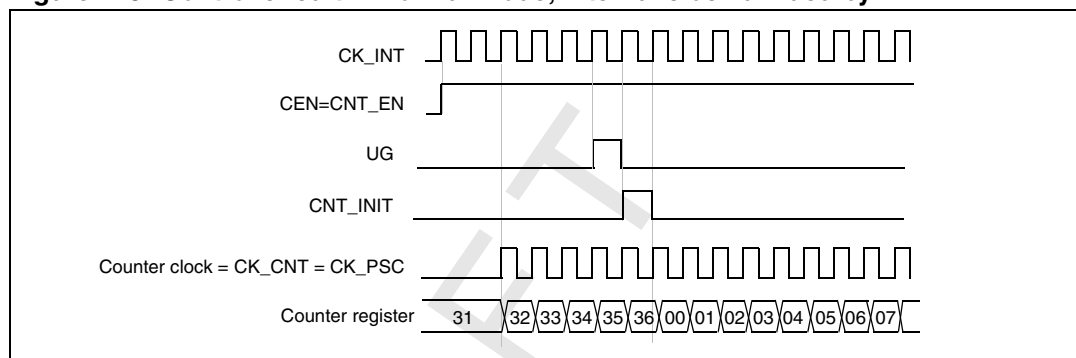 CK_INT
CEN=CNT_EN
UG
CNT_INIT
Counter clock = CK_CNT = CK_PSC
Counter register 31 32 33 34 35 36 00 01 02 03 04 05 06 07